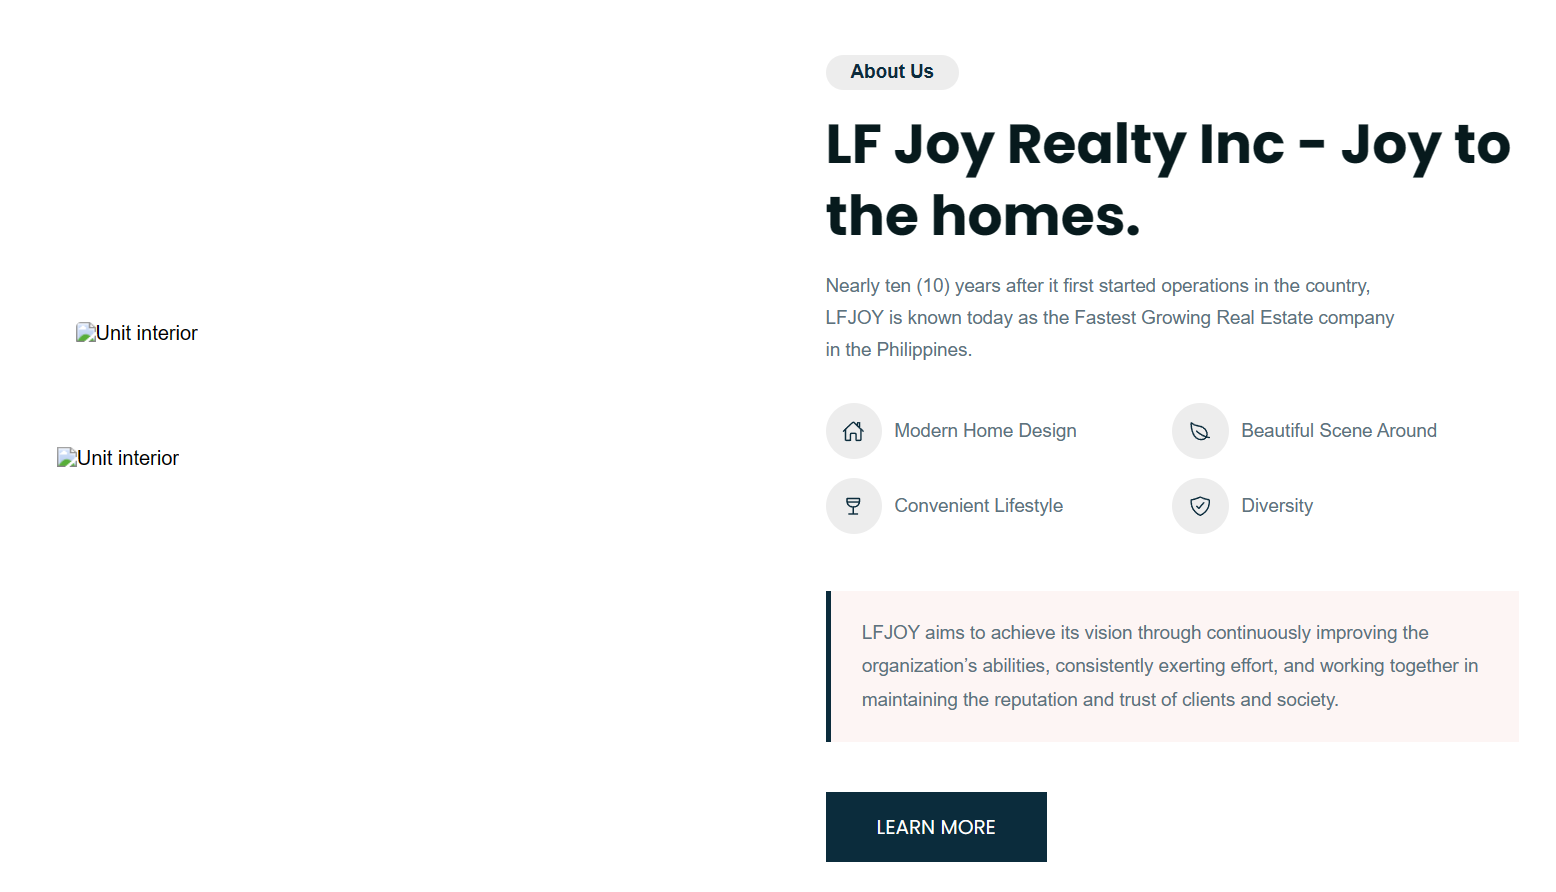 About Us
LF Joy Realty Inc - Joy to
the homes.
Nearly ten (10) years after it first started operations in the country,
LFJOY is known today as the Fastest Growing Real Estate company
in the Philippines.
Unit interior
Unit interior
Modern Home Design
Beautiful Scene Around
Convenient Lifestyle
Diversity
LFJOY aims to achieve its vision through continuously improving the
organization’s abilities, consistently exerting effort, and working together in
maintaining the reputation and trust of clients and society.
LEARN MORE